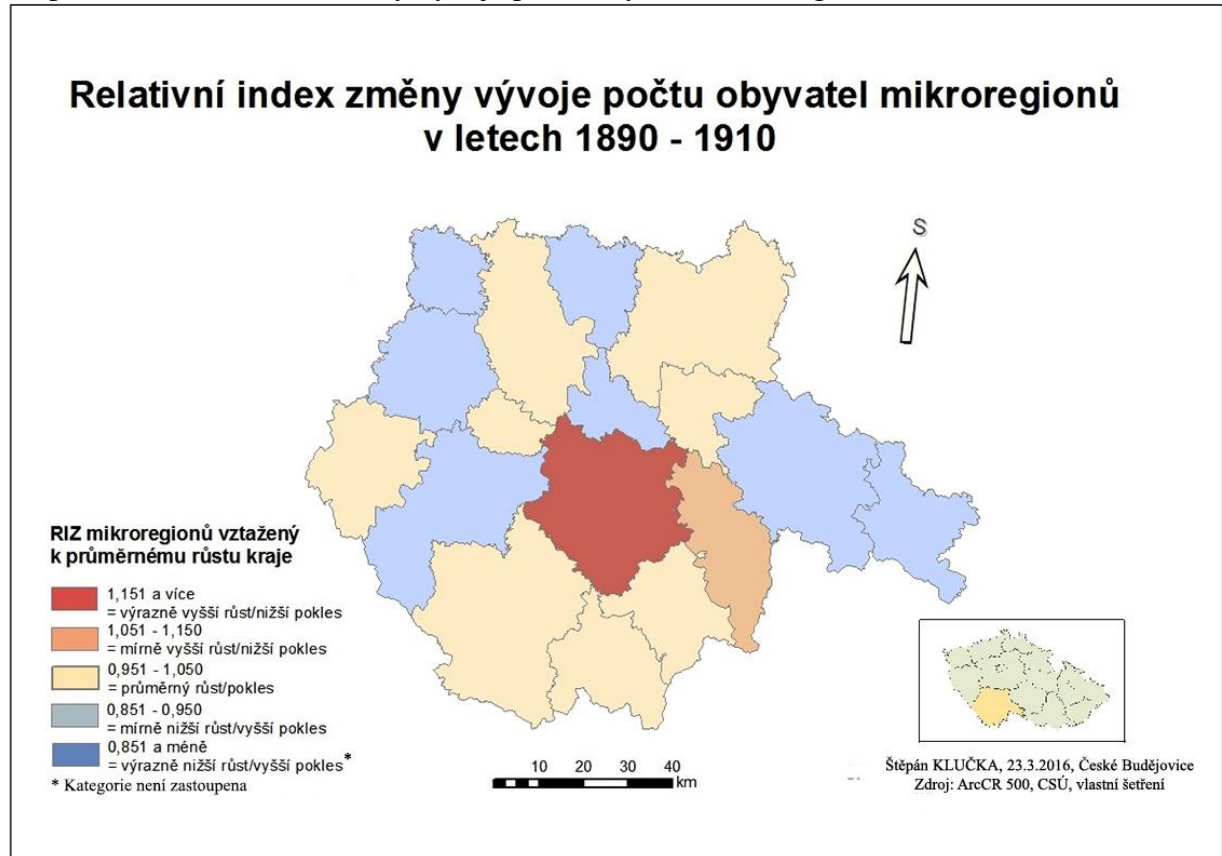 Relativní index změny vývoje počtu obyvatel mikroregionů
v letech 1890 - 1910
S
RIZ mikroregionů vztažený
k průměrnému růstu kraje
1,151 a více
= výrazně vyšší růst/nižší pokles
1,051 - 1,150
= mírně vyšší růst/nižší pokles
0,951 - 1,050
= průměrný růst/pokles
0,851 - 0,950
= mírně nižší růst/vyšší pokles
0,851 a méně
= výrazně nižší růst/vyšší pokles*
* Kategorie není zastoupena
10 20 30 40
km
Štěpán KLUČKA, 23.3.2016, České Budějovice
Zdroj: ArcCR 500, CSÚ, vlastní šetření